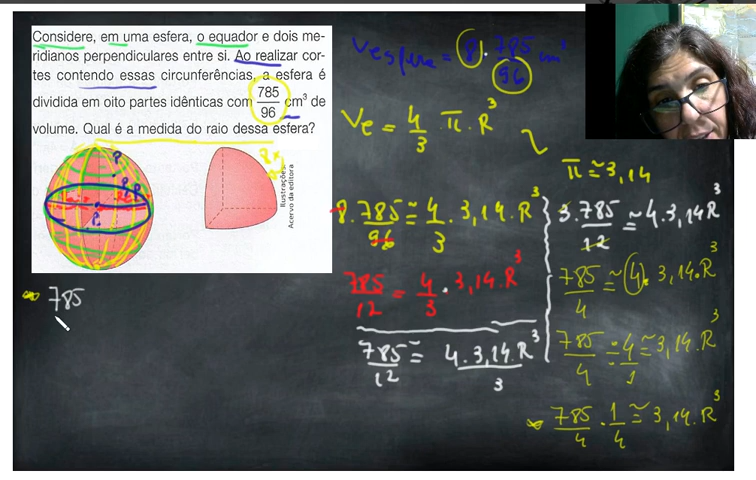 Considere, em uma esfera, o equador e dois me-
ridianos perpendiculares entre si. Ao realizar cor-
tes contendo essas circunferências, a esfera é
dividida em oito partes idênticas com 785/96 cm³ de
volume. Qual é a medida do raio dessa esfera?
Ilustrações
Acervo da editora
Vesfera = 8 . 785/96 cm³
Ve = 4/3 . π . R³
π ≅ 3,14
8 . 785/96 ≅ 4/3 . 3,14 . R³
785/12 = 4/3 . 3,14 . R³
785/12 ≅ 4 . 3,14 . R³/3
3 . 785/12 ≅ 4 . 3,14 R³
785/4 ≅ 4 . 3,14 . R³
785/4 ÷ 4/1 ≅ 3,14 . R³
785/4 . 1/4 ≅ 3,14 . R³
785